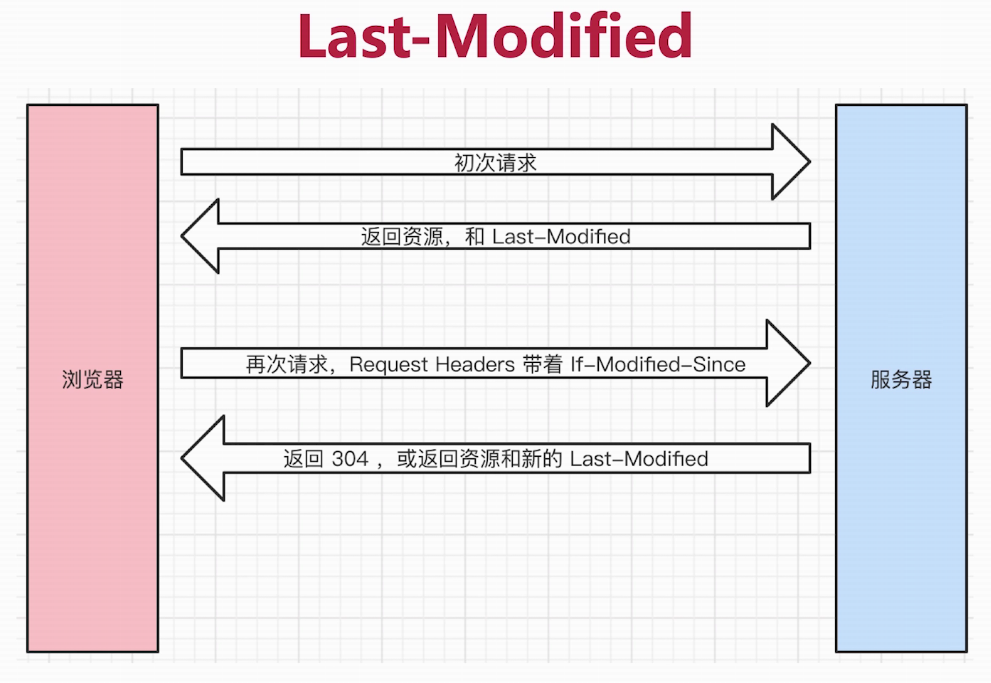 Last-Modified
初次请求
返回资源，和 Last-Modified
再次请求，Request Headers 带着 If-Modified-Since
浏览器
服务器
返回 304 ，或返回资源和新的 Last-Modified